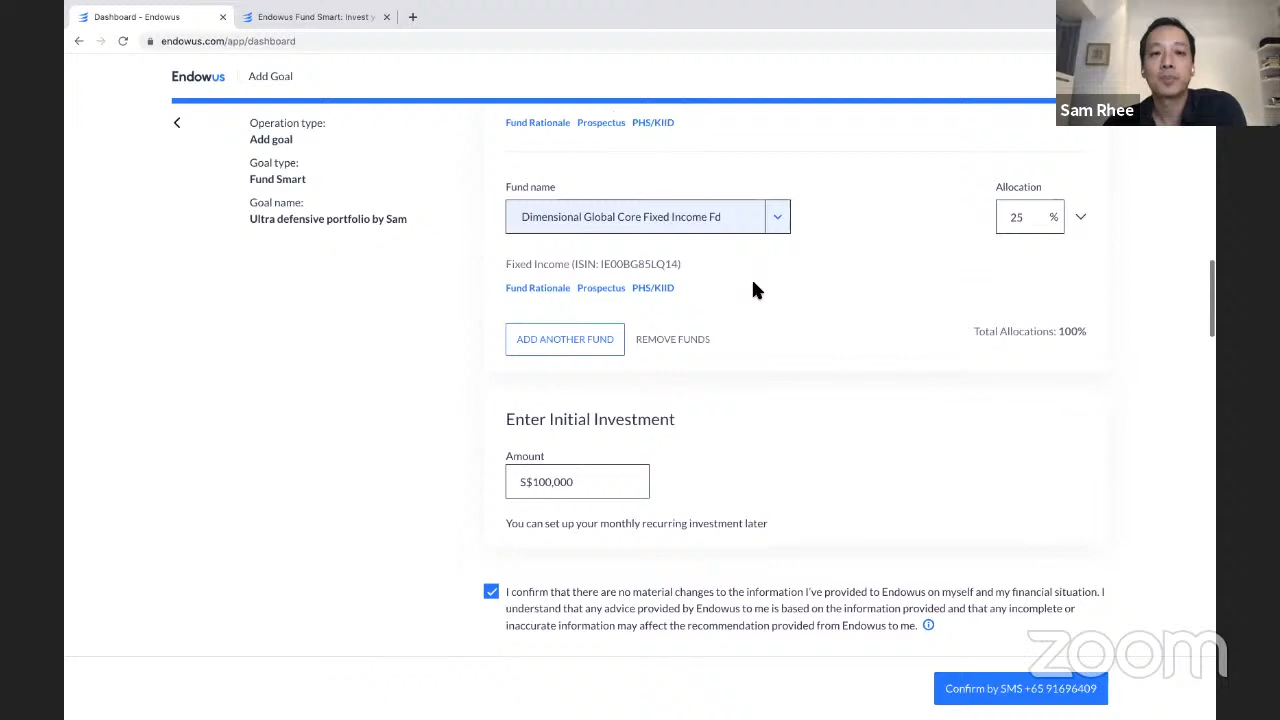 Dashboard - Endowus
Endowus Fund Smart: Invest y
endowus.com/app/dashboard
Sam Rhee
Endowus
Add Goal
Operation type:
Add goal
Goal type:
Fund Smart
Goal name:
Ultra defensive portfolio by Sam
Fund Rationale Prospectus PHS/KIID
Fund name
Allocation
Dimensional Global Core Fixed Income Fd
25 %
Fixed Income (ISIN: IE00BG85LQ14)
Fund Rationale Prospectus PHS/KIID
ADD ANOTHER FUND REMOVE FUNDS
Total Allocations: 100%
Enter Initial Investment
Amount
S$100,000
You can set up your monthly recurring investment later
I confirm that there are no material changes to the information I've provided to Endowus on myself and my financial situation. I
understand that any advice provided by Endowus to me is based on the information provided and that any incomplete or
inaccurate information may affect the recommendation provided from Endowus to me.
zoom
Confirm by SMS +65 91696409